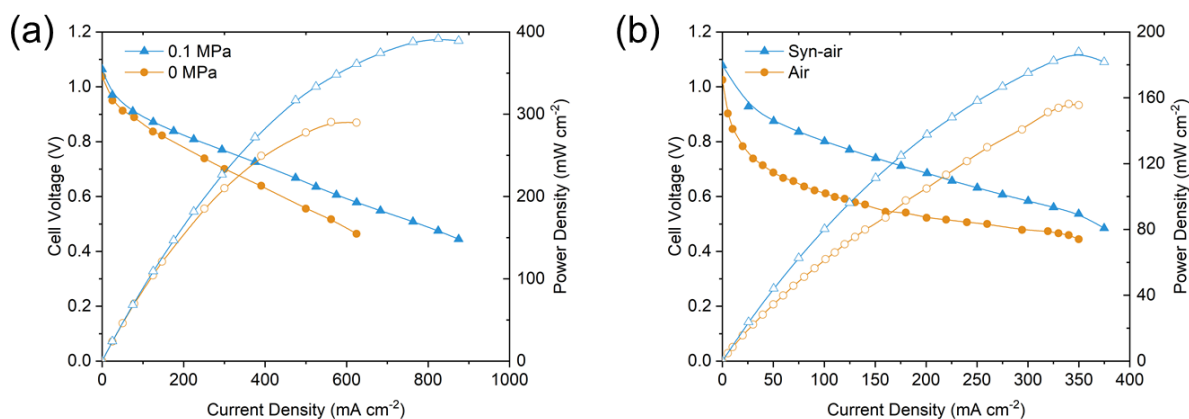 (a)
1.2
1.0
0.8
0.6
0.4
0.2
0.0
Cell Voltage (V)
0.1 MPa
0 MPa
400
300
200
100
0
Power Density (mW cm⁻²)
0 200 400 600 800 1000
Current Density (mA cm⁻²)
(b)
1.2
1.0
0.8
0.6
0.4
0.2
0.0
Cell Voltage (V)
Syn-air
Air
200
160
120
80
40
0
Power Density (mW cm⁻²)
0 50 100 150 200 250 300 350 400
Current Density (mA cm⁻²)